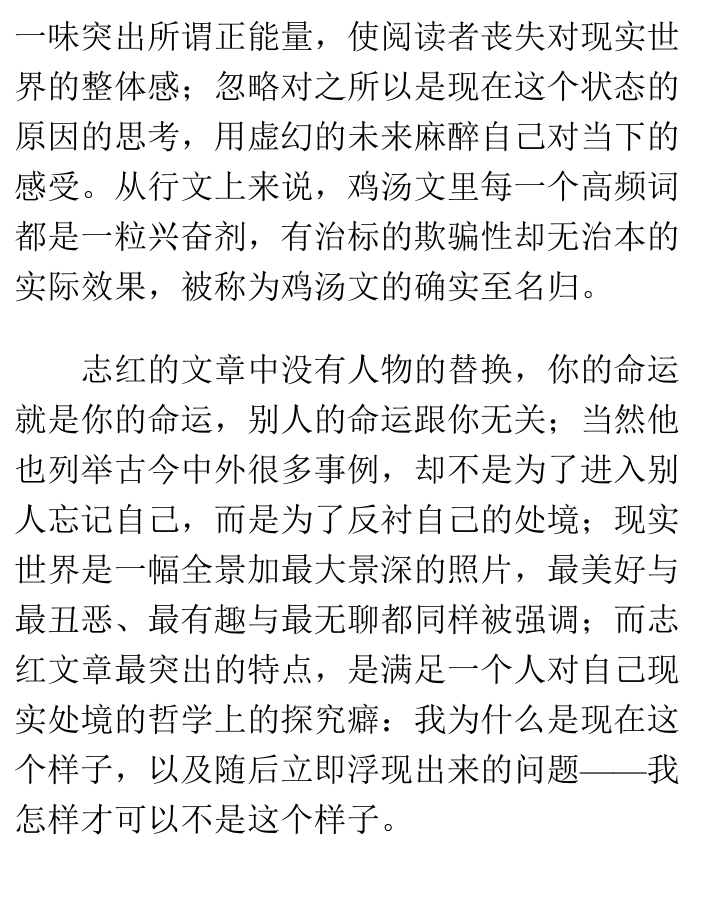 一味突出所谓正能量，使阅读者丧失对现实世
界的整体感；忽略对之所以是现在这个状态的
原因的思考，用虚幻的未来麻醉自己对当下的
感受。从行文上来说，鸡汤文里每一个高频词
都是一粒兴奋剂，有治标的欺骗性却无治本的
实际效果，被称为鸡汤文的确实至名归。
志红的文章中没有人物的替换，你的命运
就是你的命运，别人的命运跟你无关；当然他
也列举古今中外很多事例，却不是为了进入别
人忘记自己，而是为了反衬自己的处境；现实
世界是一幅全景加最大景深的照片，最美好与
最丑恶、最有趣与最无聊都同样被强调；而志
红文章最突出的特点，是满足一个人对自己现
实处境的哲学上的探究癖：我为什么是现在这
个样子，以及随后立即浮现出来的问题——我
怎样才可以不是这个样子。